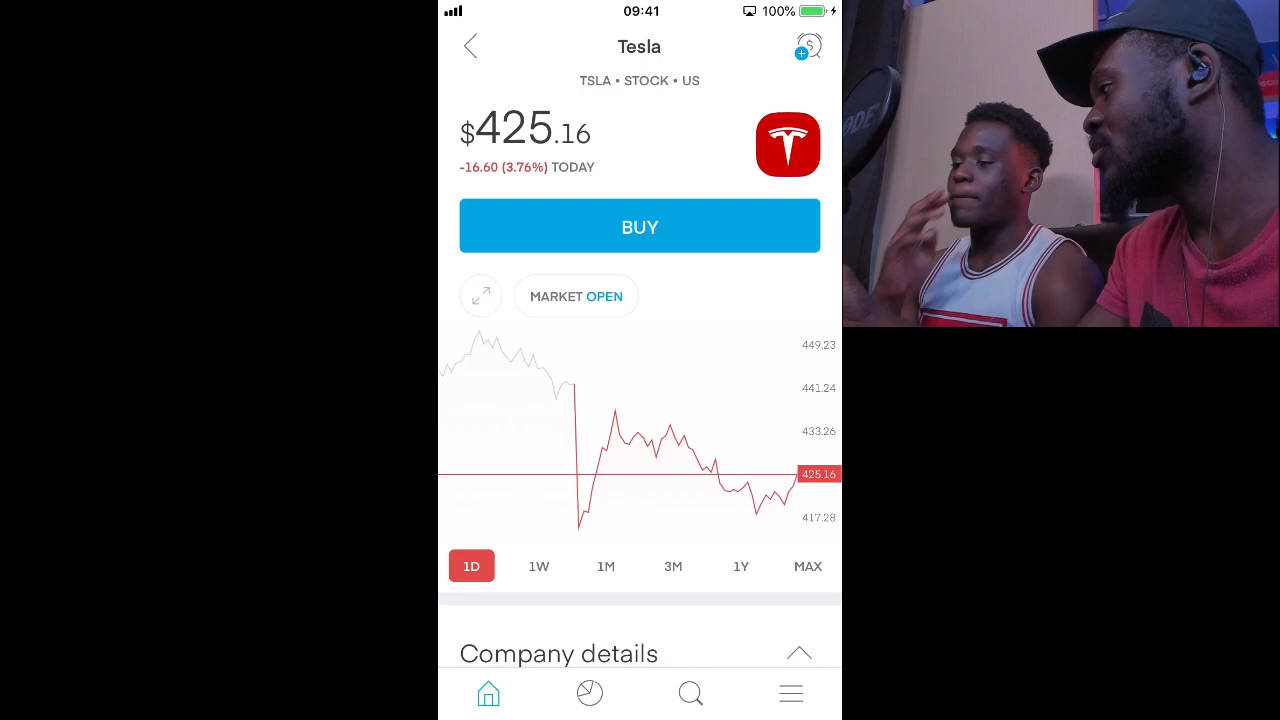 09:41
100%
Tesla
TSLA • STOCK • US
$425.16
-16.60 (3.76%) TODAY
BUY
MARKET OPEN
449.23
441.24
433.26
425.16
417.28
1D 1W 1M 3M 1Y MAX
Company details